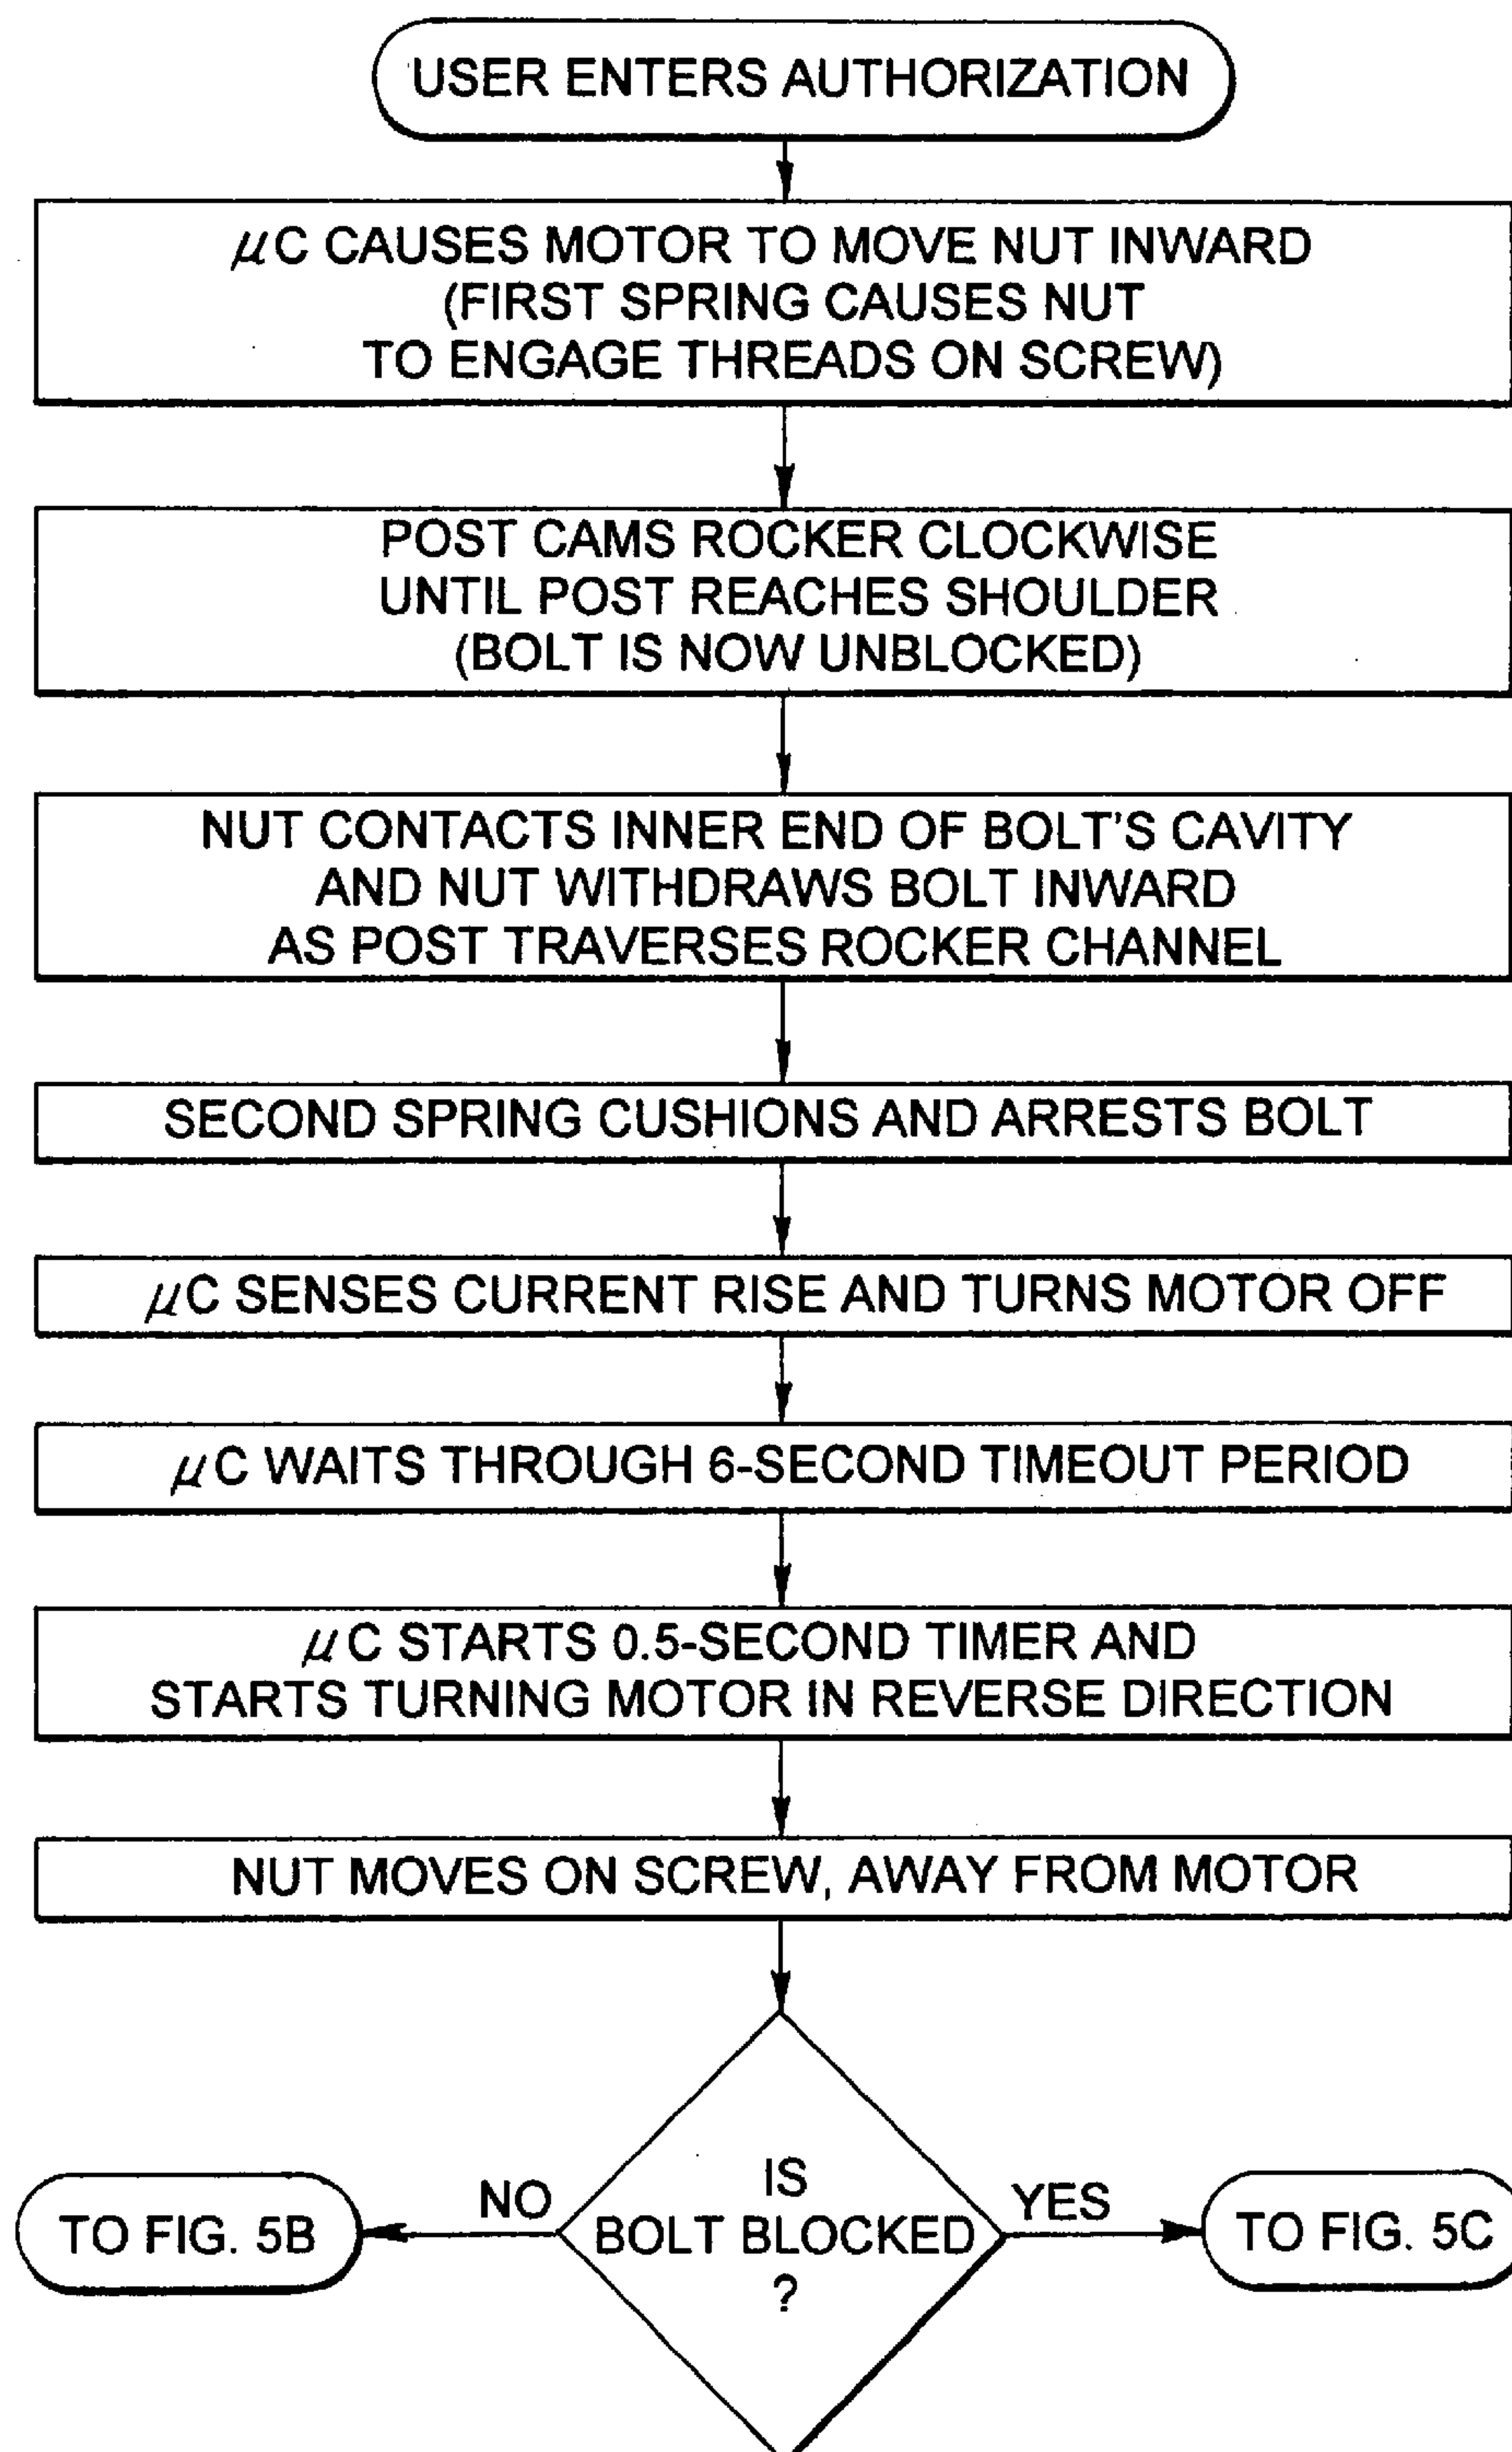 USER ENTERS AUTHORIZATION
μC CAUSES MOTOR TO MOVE NUT INWARD
(FIRST SPRING CAUSES NUT
TO ENGAGE THREADS ON SCREW)
POST CAMS ROCKER CLOCKWISE
UNTIL POST REACHES SHOULDER
(BOLT IS NOW UNBLOCKED)
NUT CONTACTS INNER END OF BOLT'S CAVITY
AND NUT WITHDRAWS BOLT INWARD
AS POST TRAVERSES ROCKER CHANNEL
SECOND SPRING CUSHIONS AND ARRESTS BOLT
μC SENSES CURRENT RISE AND TURNS MOTOR OFF
μC WAITS THROUGH 6-SECOND TIMEOUT PERIOD
μC STARTS 0.5-SECOND TIMER AND
STARTS TURNING MOTOR IN REVERSE DIRECTION
NUT MOVES ON SCREW, AWAY FROM MOTOR
IS
BOLT BLOCKED
?
NO
YES
TO FIG. 5B
TO FIG. 5C